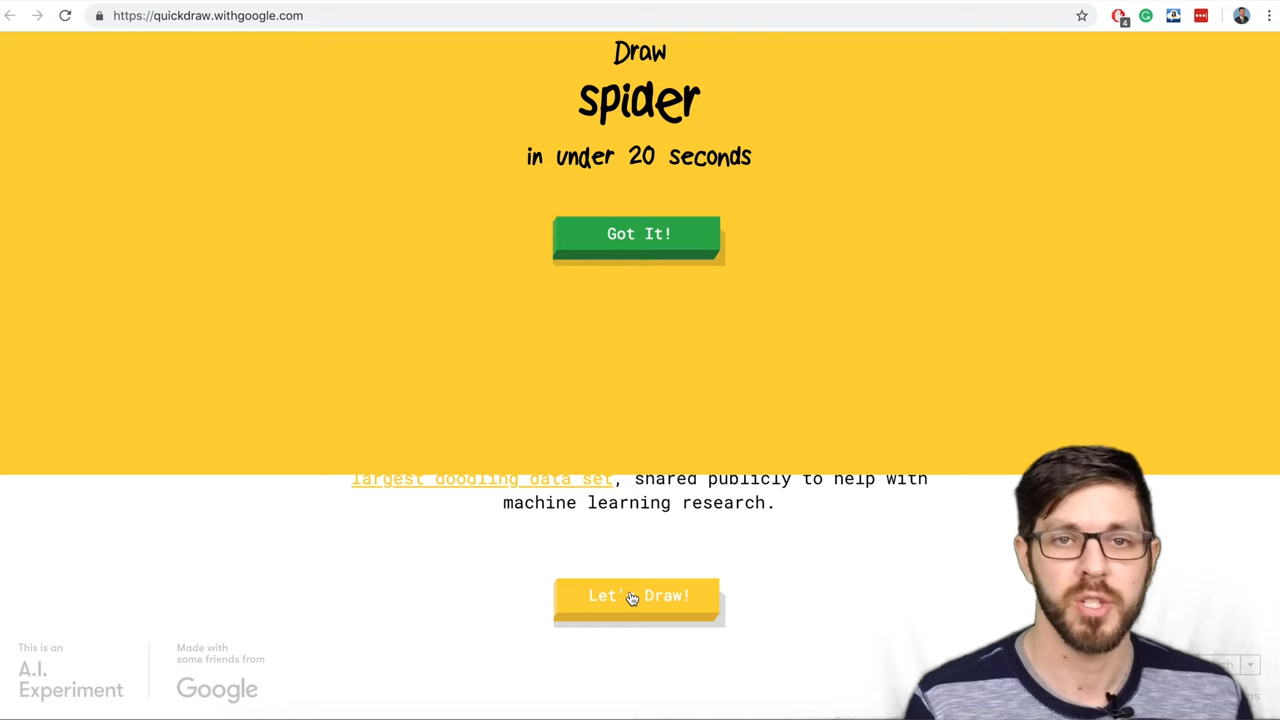 https://quickdraw.withgoogle.com
4
Draw
spider
in under 20 seconds
Got It!
largest doodling data set, shared publicly to help with
machine learning research.
Let's Draw!
This is an
A.I.
Experiment
Made with
some friends from
Google